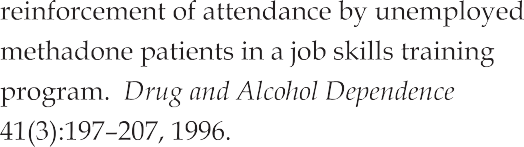 reinforcement of attendance by unemployed
methadone patients in a job skills training
program.  Drug and Alcohol Dependence
41(3):197–207, 1996.